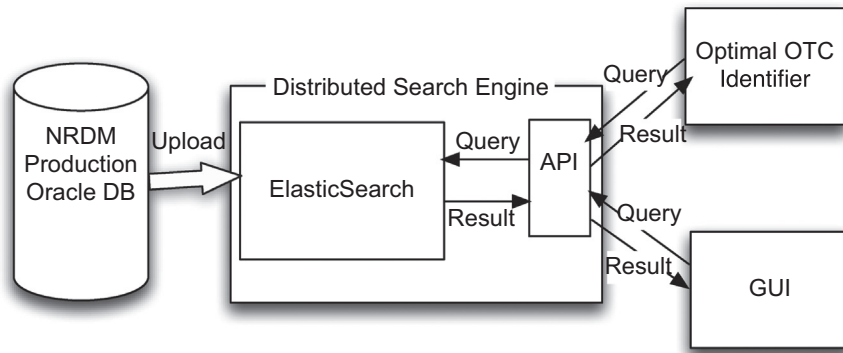 NRDM
Production
Oracle DB
Upload
Distributed Search Engine
ElasticSearch
Query
Result
API
Query
Result
Optimal OTC
Identifier
Query
Result
GUI